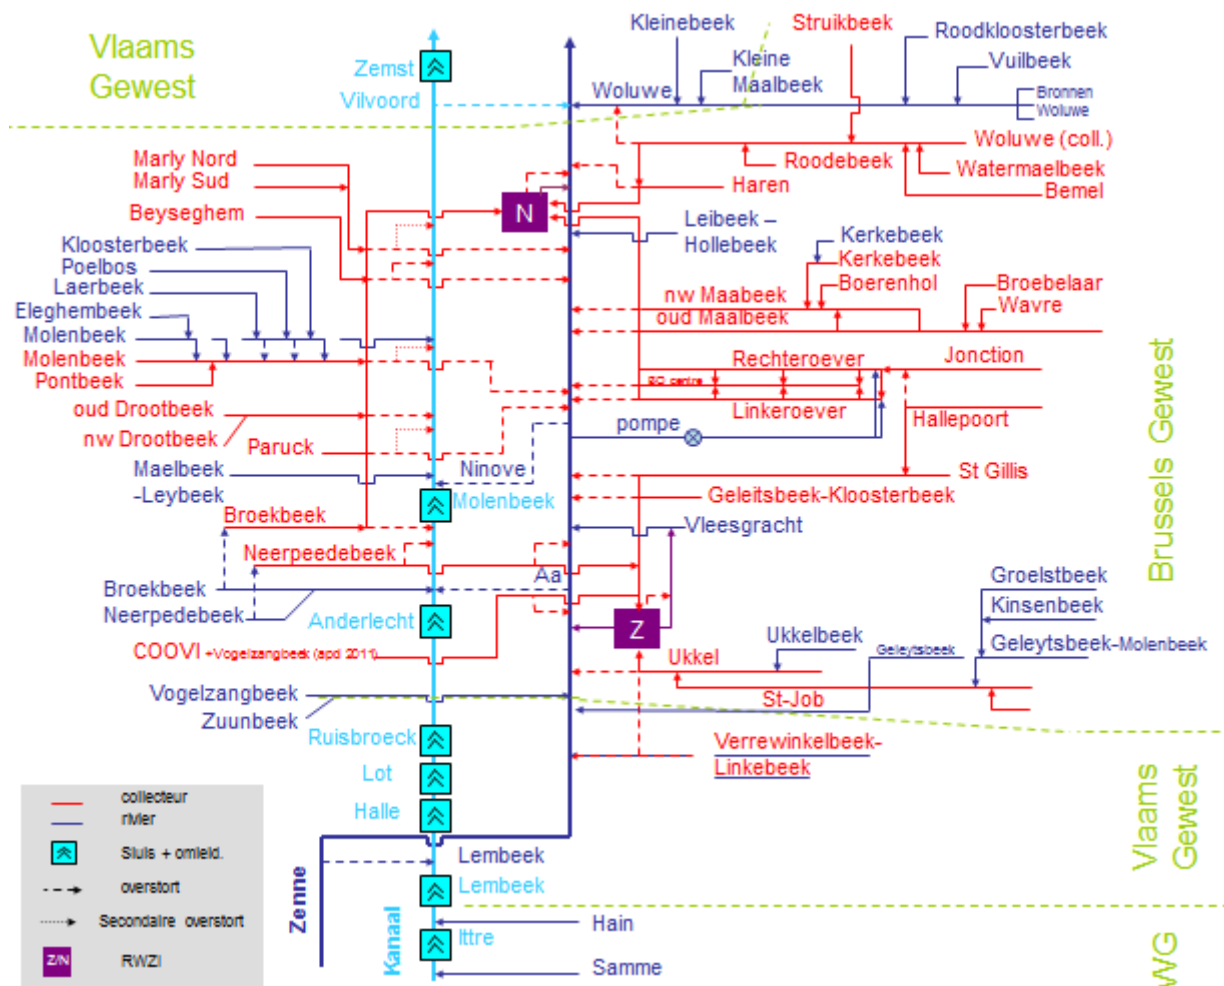 Vlaams
Gewest
Kleinebeek
Struikbeek
Roodkloosterbeek
Kleine
Maalbeek
Vuilbeek
Zemst
Vilvoord
Woluwe
Bronnen
Woluwe
Woluwe (coll.)
Marly Nord
Marly Sud
Roodebeek
Watermaelbeek
Haren
Bemel
Beyseghem
N
Leibeek –
Hollebeek
Kloosterbeek
Poelbos
Laerbeek
Eleghembeek
Molenbeek
Molenbeek
Pontbeek
Kerkebeek
Kerkebeek
Boerenhol
nw Maabeek
oud Maalbeek
Broebelaar
Wavre
Rechteroever
Jonction
BO centre
Linkeroever
Hallepoort
oud Drootbeek
nw Drootbeek
Paruck
pompe
Maelbeek
-Leybeek
Ninove
Molenbeek
St Gillis
Geleitsbeek-Kloosterbeek
Broekbeek
Vleesgracht
Neerpeedebeek
Aa
Broekbeek
Neerpedebeek
Anderlecht
Z
Groelstbeek
Kinsenbeek
Ukkelbeek
Geleytsbeek
Geleytsbeek-Molenbeek
COOVI +Vogelzangbeek (apd 2011)
Ukkel
St-Job
Vogelzangbeek
Zuunbeek
Ruisbroeck
Verrewinkelbeek-
Linkebeek
Lot
Halle
Brussels Gewest
Vlaams
Gewest
WG
Lembeek
Lembeek
Zenne
Kanaal
Hain
Ittre
Samme
collecteur
rivier
Sluis + omleid.
overstort
Secondaire overstort
Z/N
RWZI